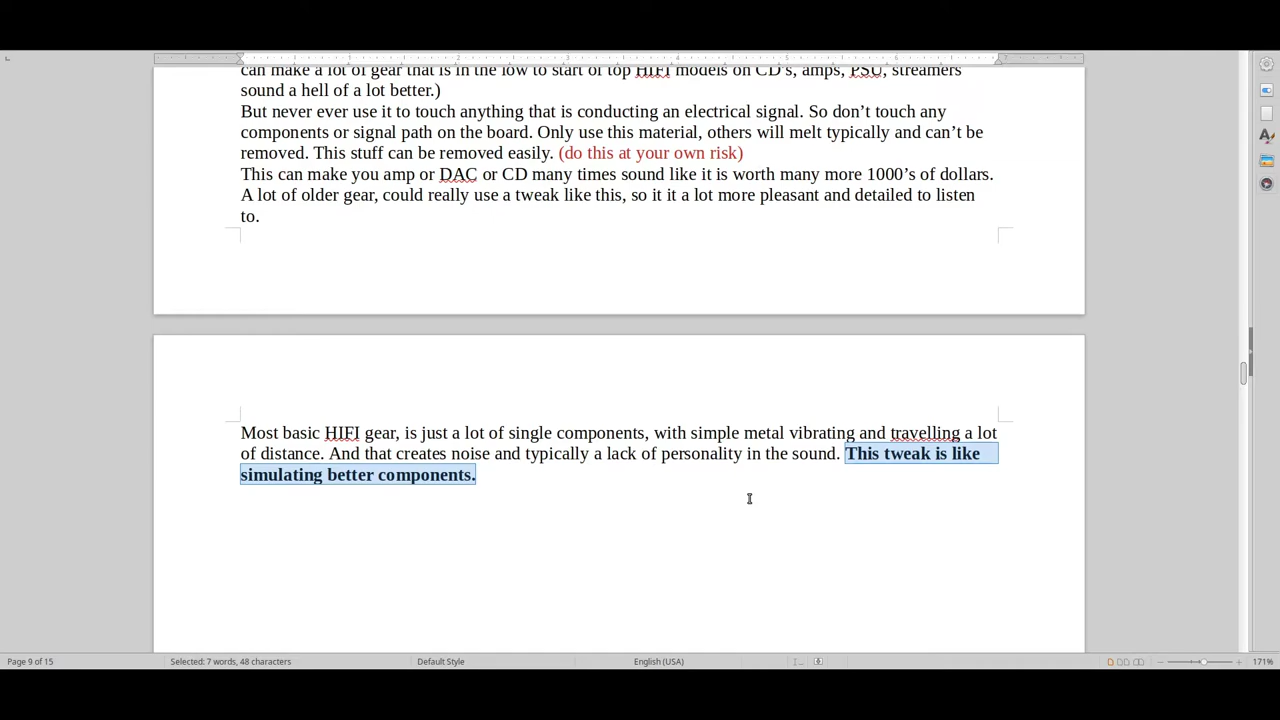 can make a lot of gear that is in the low to start of top HIFI models on CD's, amps, PSU, streamers
sound a hell of a lot better.)
But never ever use it to touch anything that is conducting an electrical signal. So don't touch any
components or signal path on the board. Only use this material, others will melt typically and can't be
removed. This stuff can be removed easily. (do this at your own risk)
This can make you amp or DAC or CD many times sound like it is worth many more 1000's of dollars.
A lot of older gear, could really use a tweak like this, so it it a lot more pleasant and detailed to listen
to.
Most basic HIFI gear, is just a lot of single components, with simple metal vibrating and travelling a lot
of distance. And that creates noise and typically a lack of personality in the sound. This tweak is like
simulating better components.
Page 9 of 15 Selected: 7 words, 48 characters Default Style English (USA) 171%